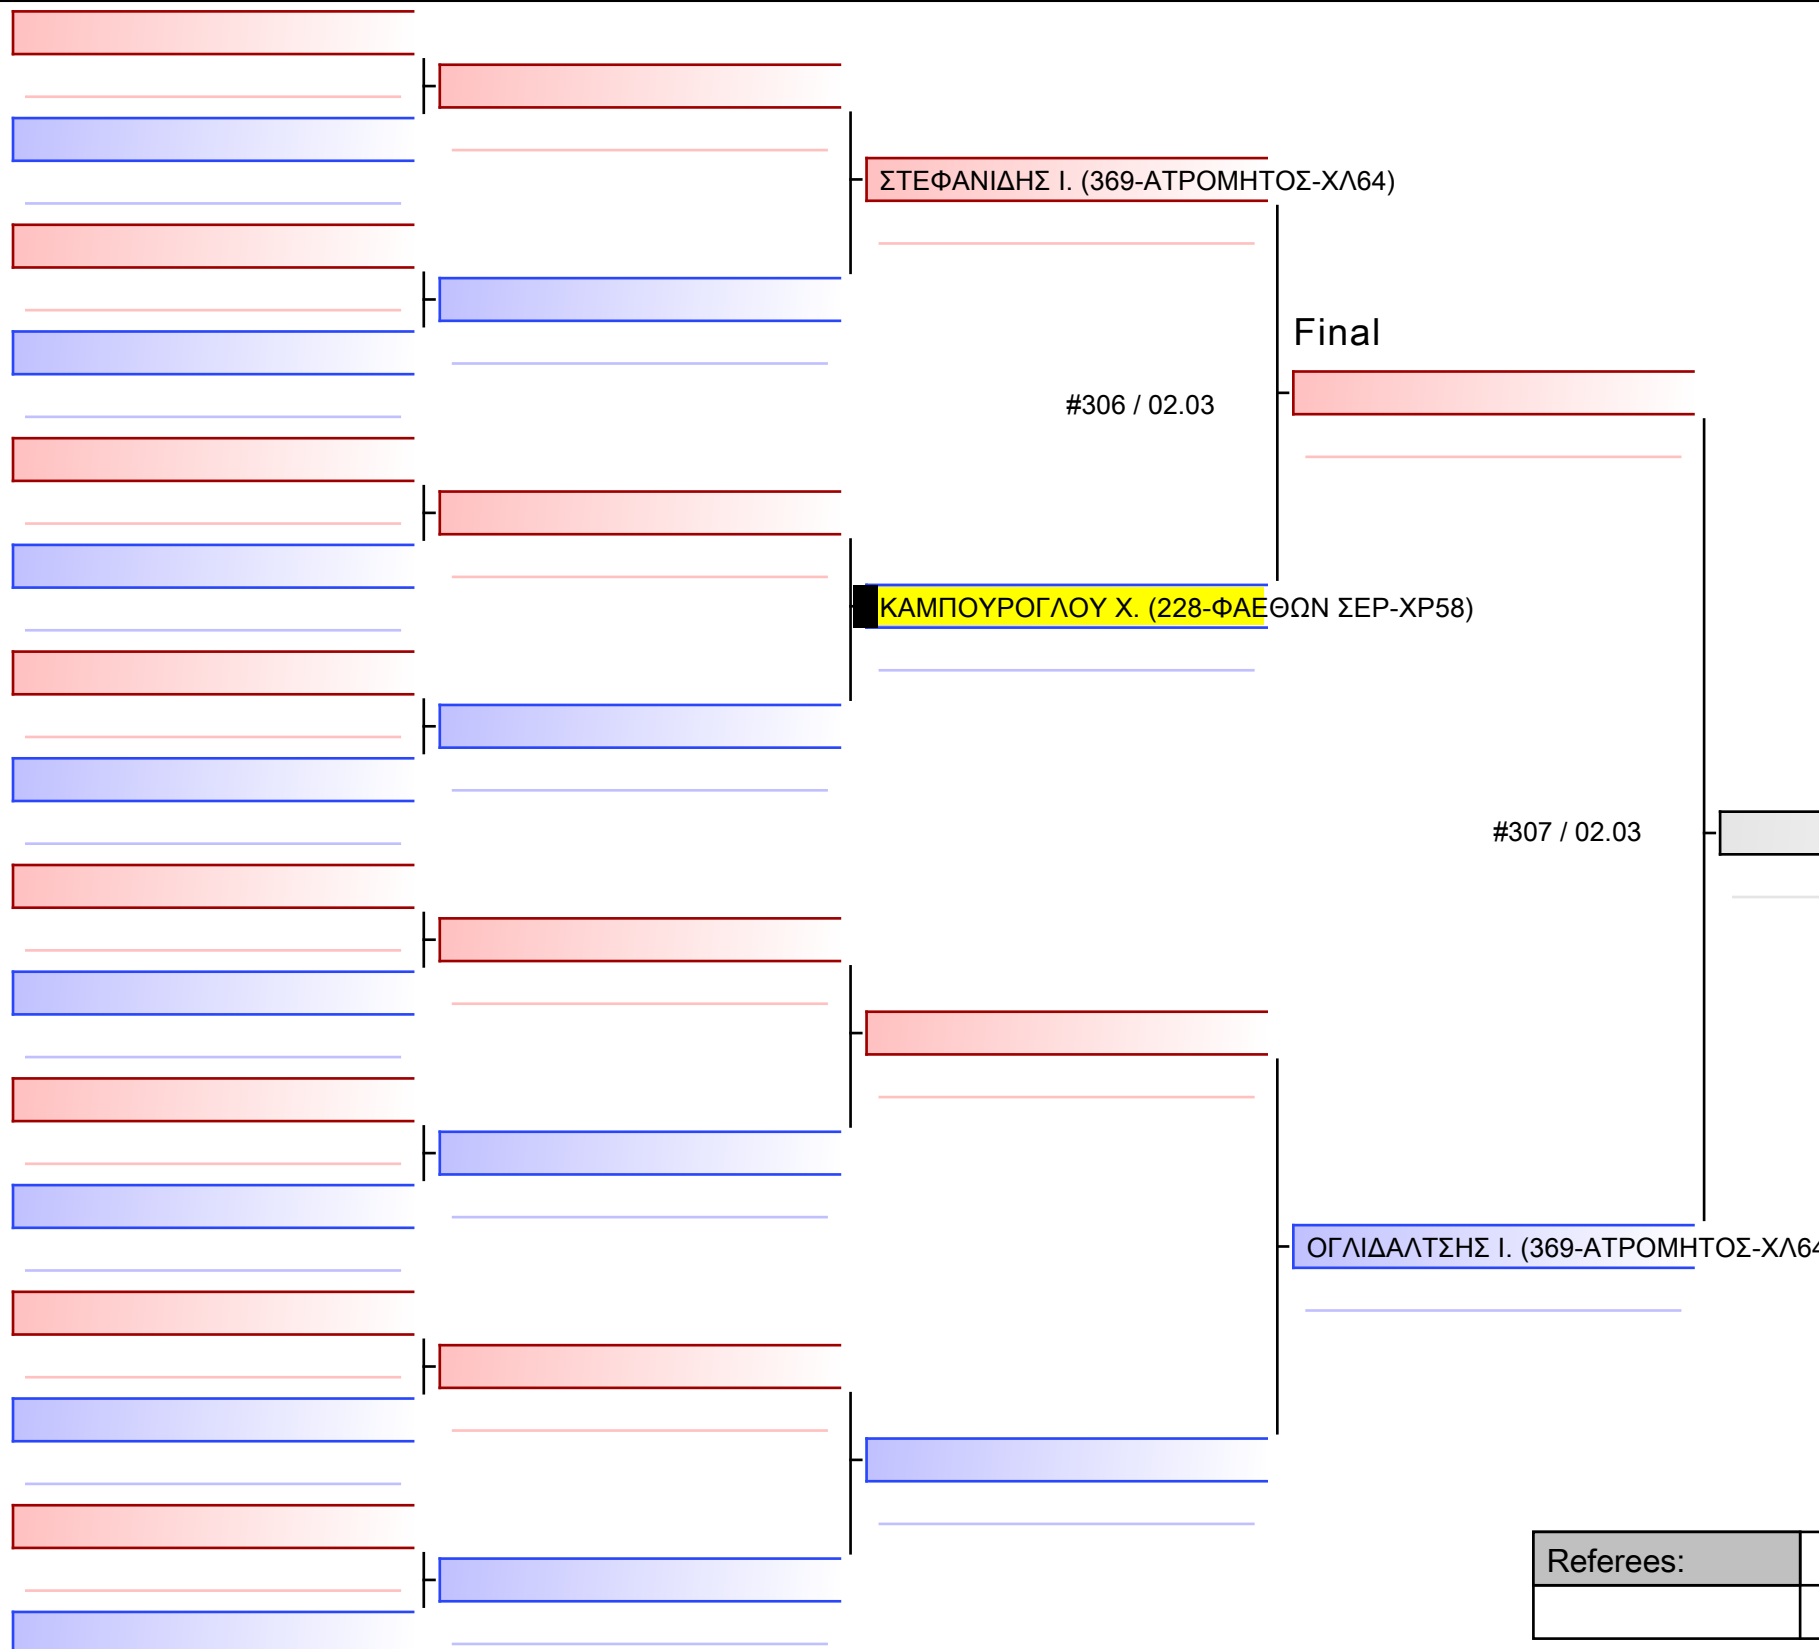 ΣΤΕΦΑΝΙΔΗΣ Ι. (369-ΑΤΡΟΜΗΤΟΣ-ΧΛ64)
Final
#306 / 02.03
ΚΑΜΠΟΥΡΟΓΛΟΥ Χ. (228-ΦΑΕΘΩΝ ΣΕΡ-ΧΡ58)
#307 / 02.03
ΟΓΛΙΔΑΛΤΣΗΣ Ι. (369-ΑΤΡΟΜΗΤΟΣ-ΧΛ64
Referees: